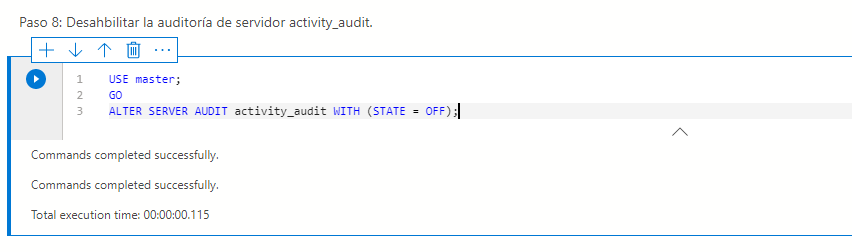 Paso 8: Desahbilitar la auditoría de servidor activity_audit.
1 USE master;
2 GO
3 ALTER SERVER AUDIT activity_audit WITH (STATE = OFF);
Commands completed successfully.
Commands completed successfully.
Total execution time: 00:00:00.115